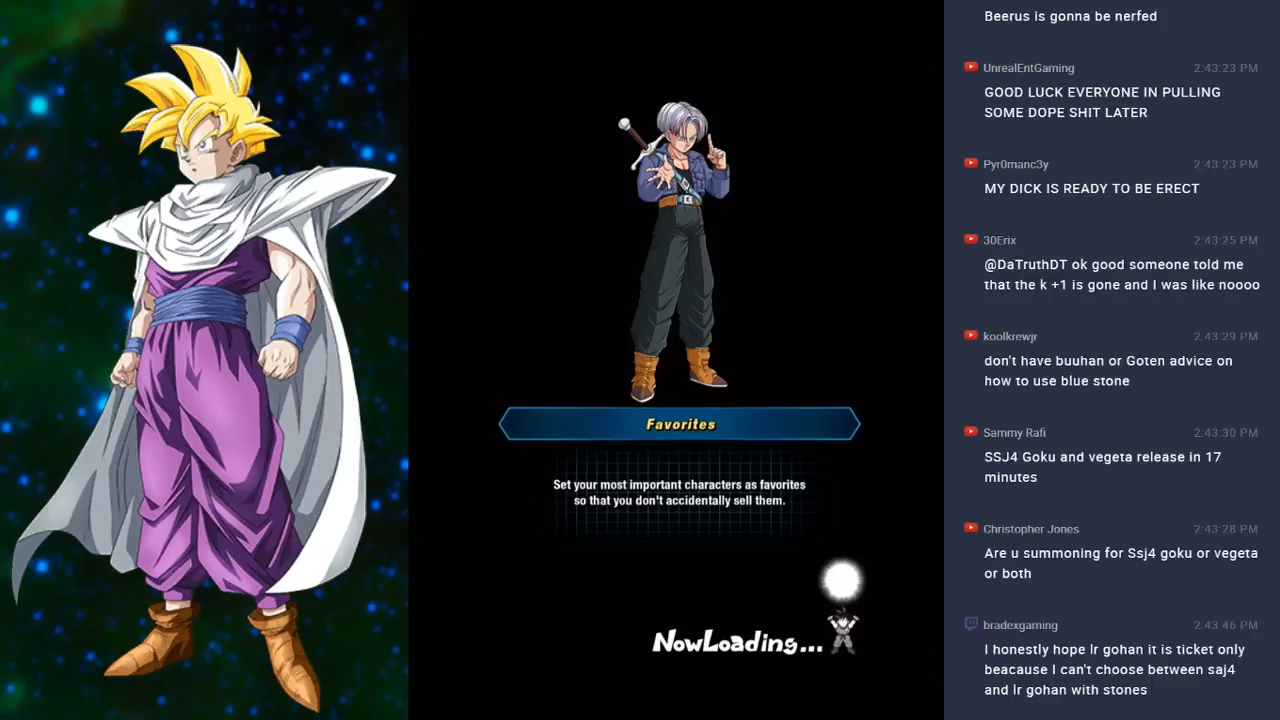 Beerus is gonna be nerfed
UnrealEntGaming 2:43:23 PM
GOOD LUCK EVERYONE IN PULLING
SOME DOPE SHIT LATER
Pyr0manc3y 2:43:23 PM
MY DICK IS READY TO BE ERECT
30Erix 2:43:25 PM
@DaTruthDT ok good someone told me
that the k +1 is gone and I was like noooo
koolkrewjr 2:43:29 PM
don't have buuhan or Goten advice on
how to use blue stone
Sammy Rafi 2:43:30 PM
SSJ4 Goku and vegeta release in 17
minutes
Christopher Jones 2:43:28 PM
Are u summoning for Ssj4 goku or vegeta
or both
bradexgaming 2:43:46 PM
I honestly hope lr gohan it is ticket only
beacause I can't choose between saj4
and lr gohan with stones
Favorites
Set your most important characters as favorites
so that you don't accidentally sell them.
NowLoading...